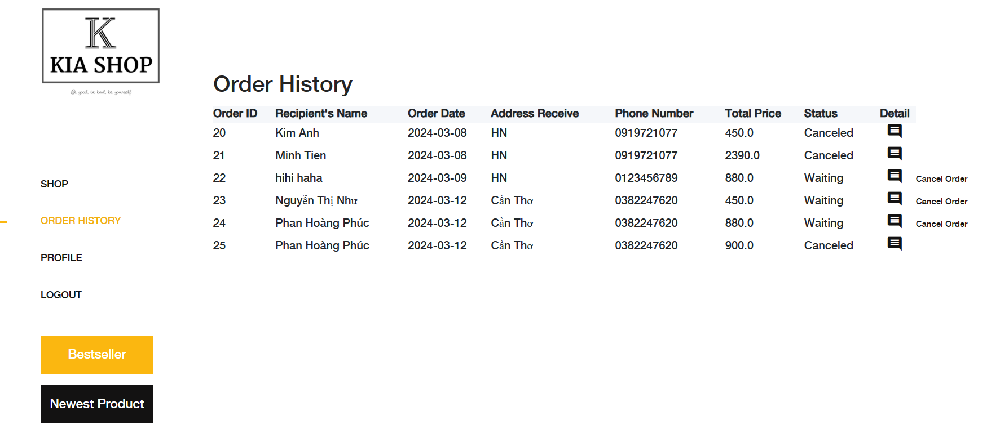 K
KIA SHOP
Be good, be bad, be yourself.
SHOP
ORDER HISTORY
PROFILE
LOGOUT
Bestseller
Newest Product
Order History
Order ID Recipient's Name Order Date Address Receive Phone Number Total Price Status Detail
20 Kim Anh 2024-03-08 HN 0919721077 450.0 Canceled
21 Minh Tien 2024-03-08 HN 0919721077 2390.0 Canceled
22 hihi haha 2024-03-09 HN 0123456789 880.0 Waiting Cancel Order
23 Nguyễn Thị Như 2024-03-12 Cần Thơ 0382247620 450.0 Waiting Cancel Order
24 Phan Hoàng Phúc 2024-03-12 Cần Thơ 0382247620 880.0 Waiting Cancel Order
25 Phan Hoàng Phúc 2024-03-12 Cần Thơ 0382247620 900.0 Canceled